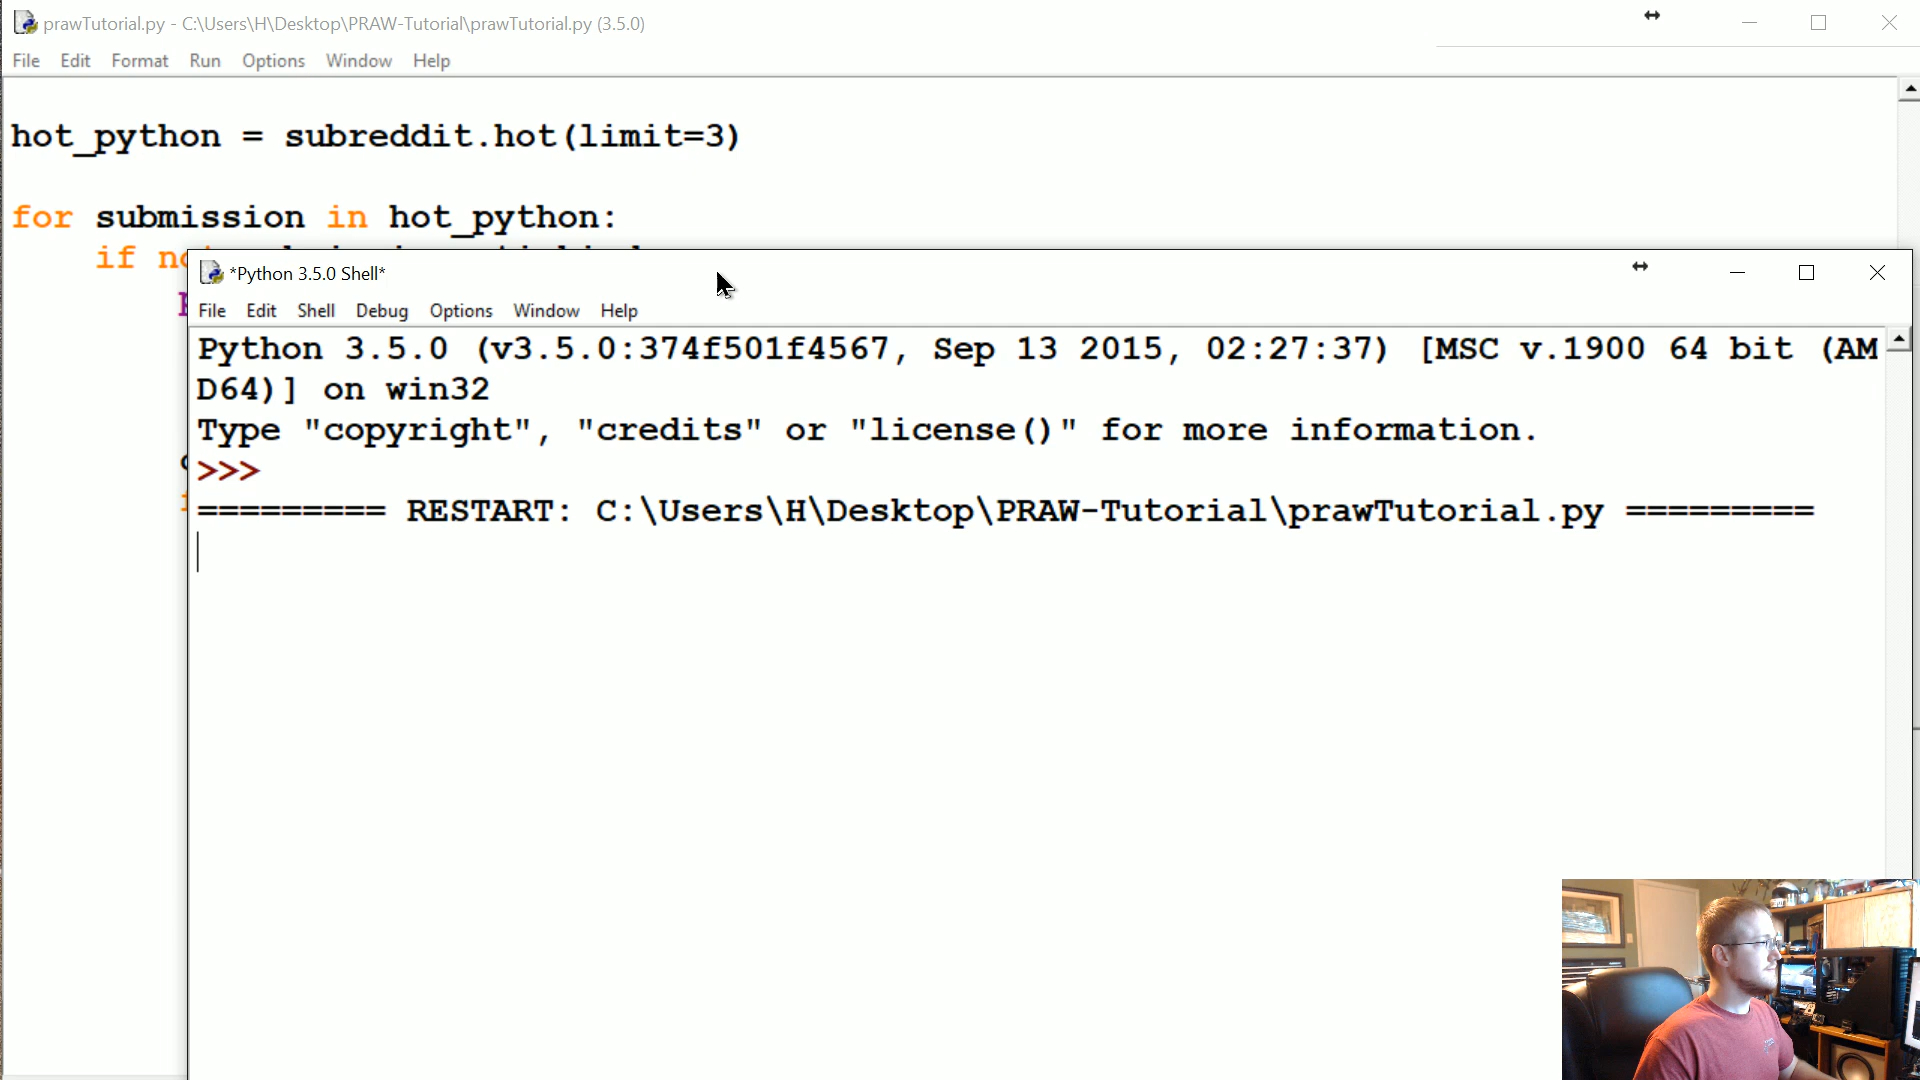 prawTutorial.py - C:\Users\H\Desktop\PRAW-Tutorial\prawTutorial.py (3.5.0)
File Edit Format Run Options Window Help
hot_python = subreddit.hot(limit=3)
for submission in hot_python:
if
*Python 3.5.0 Shell*
File Edit Shell Debug Options Window Help
Python 3.5.0 (v3.5.0:374f501f4567, Sep 13 2015, 02:27:37) [MSC v.1900 64 bit (AM
D64)] on win32
Type "copyright", "credits" or "license()" for more information.
>>>
========= RESTART: C:\Users\H\Desktop\PRAW-Tutorial\prawTutorial.py =========